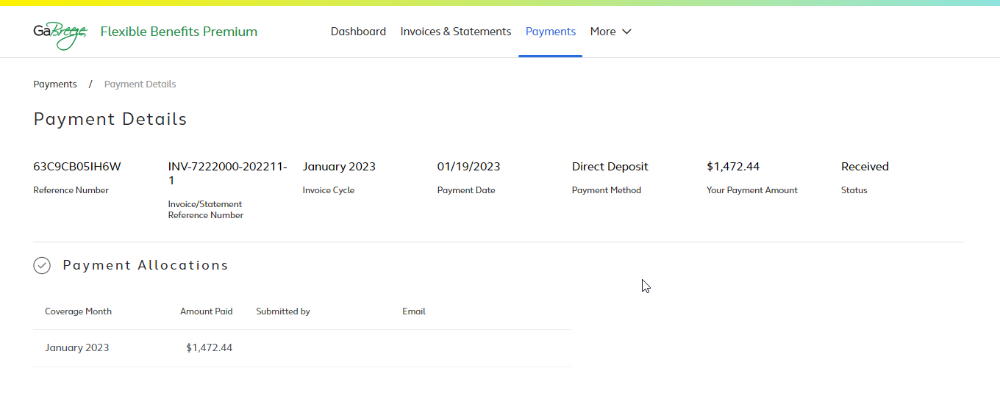 GaBreeze Flexible Benefits Premium Dashboard Invoices & Statements Payments More
Payments / Payment Details
Payment Details
63C9CB05IH6W
Reference Number
INV-7222000-202211-
1
Invoice/Statement
Reference Number
January 2023
Invoice Cycle
01/19/2023
Payment Date
Direct Deposit
Payment Method
$1,472.44
Your Payment Amount
Received
Status
Payment Allocations
Coverage Month Amount Paid Submitted by Email
January 2023 $1,472.44